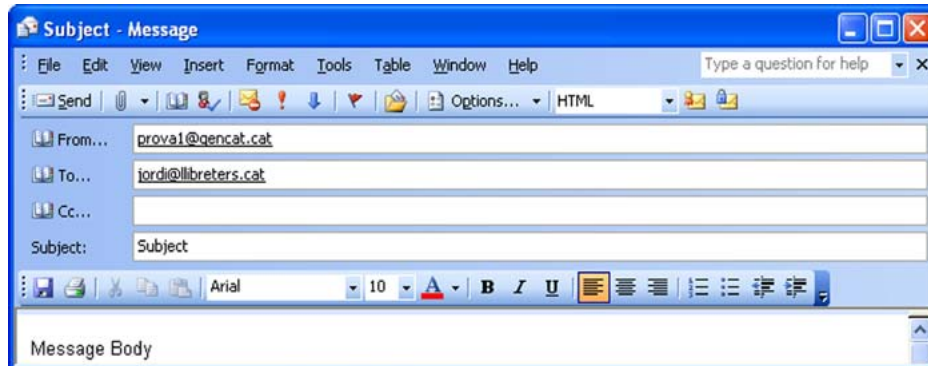 Subject - Message
File Edit View Insert Format Tools Table Window Help Type a question for help
Send Options... HTML
From... prova1@gencat.cat
To... jordi@llibreters.cat
Cc...
Subject: Subject
Arial 10 A B I U
Message Body